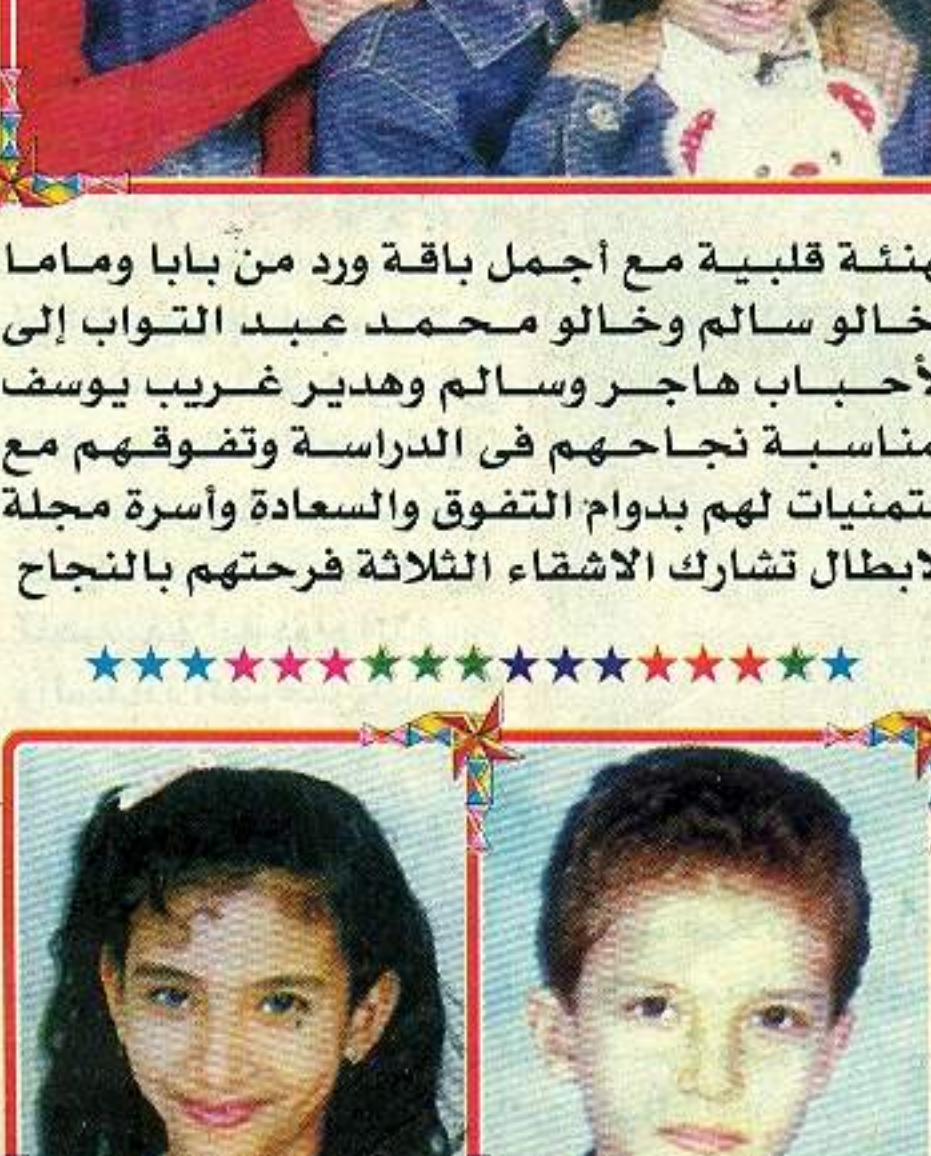 هنئة قلبية مع أجمل باقة ورد من بابا وماما
خالو سالم وخالو محمد عبد التواب إلى
لأحباب هاجر وسالم وهدير غريب يوسف
مناسبة نجاحهم فى الدراسة وتفوقهم مع
تمنيات لهم بدوام التفوق والسعادة وأسرة مجلة
لابطال تشارك الاشقاء الثلاثة فرحتهم بالنجاح